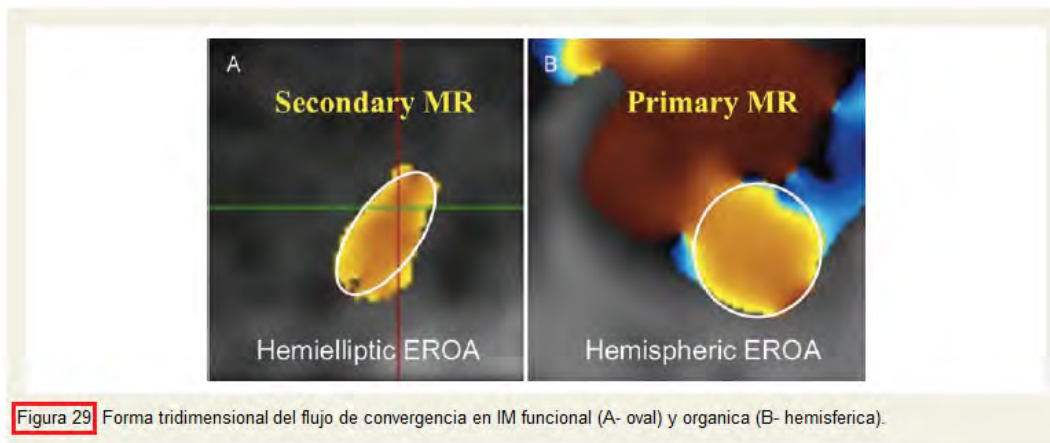 A
Secondary MR
Hemielliptic EROA
B
Primary MR
Hemispheric EROA
Figura 29 Forma tridimensional del flujo de convergencia en IM funcional (A- oval) y organica (B- hemisferica).